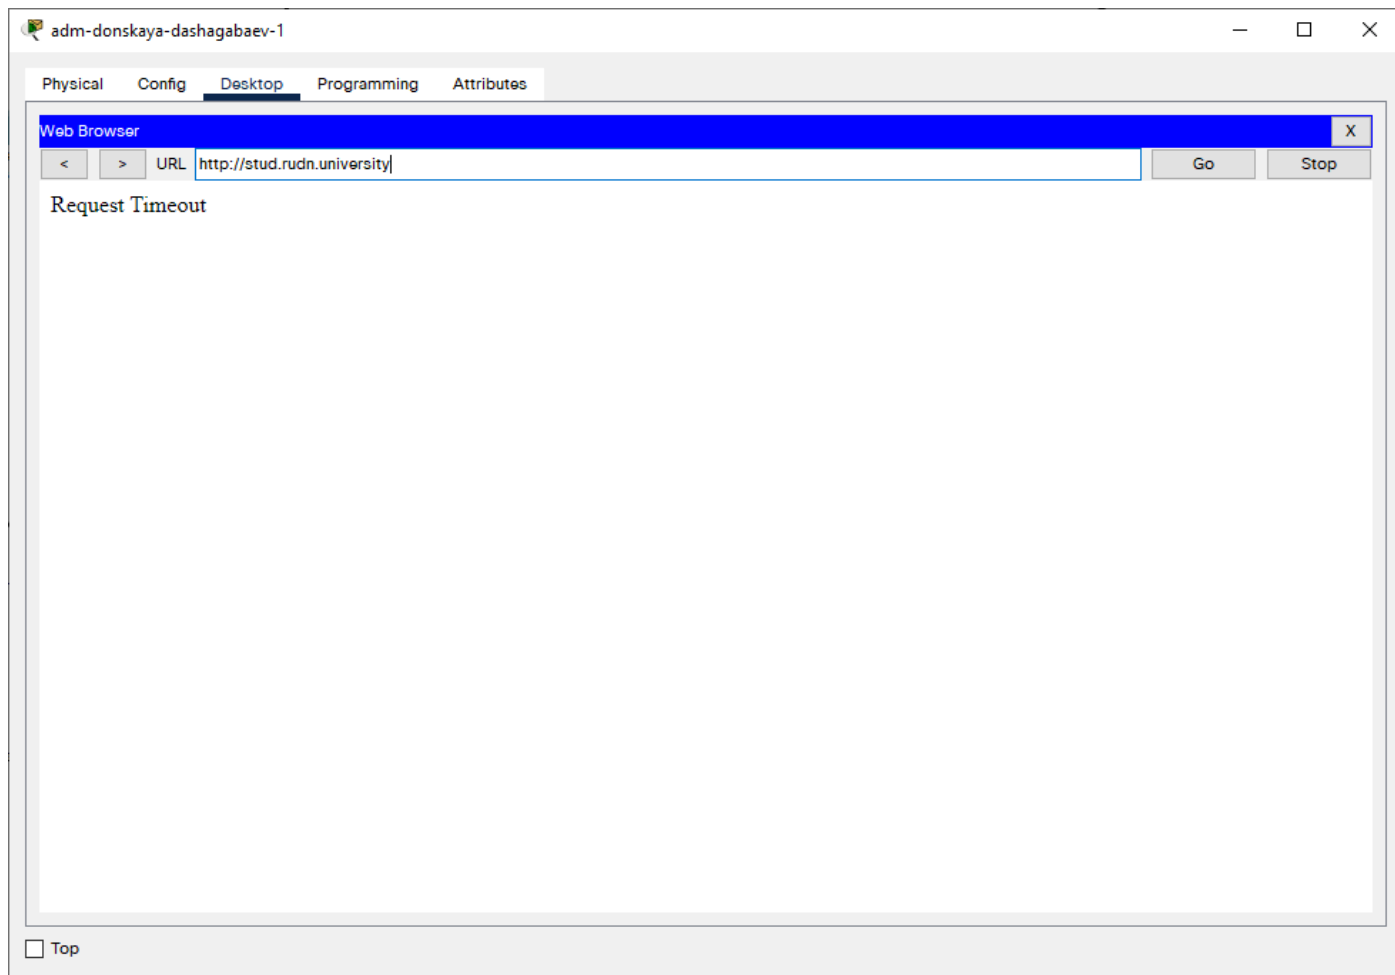 adm-donskaya-dashagabaev-1
Physical Config Desktop Programming Attributes
Web Browser X
< > URL http://stud.rudn.university Go Stop
Request Timeout
Top